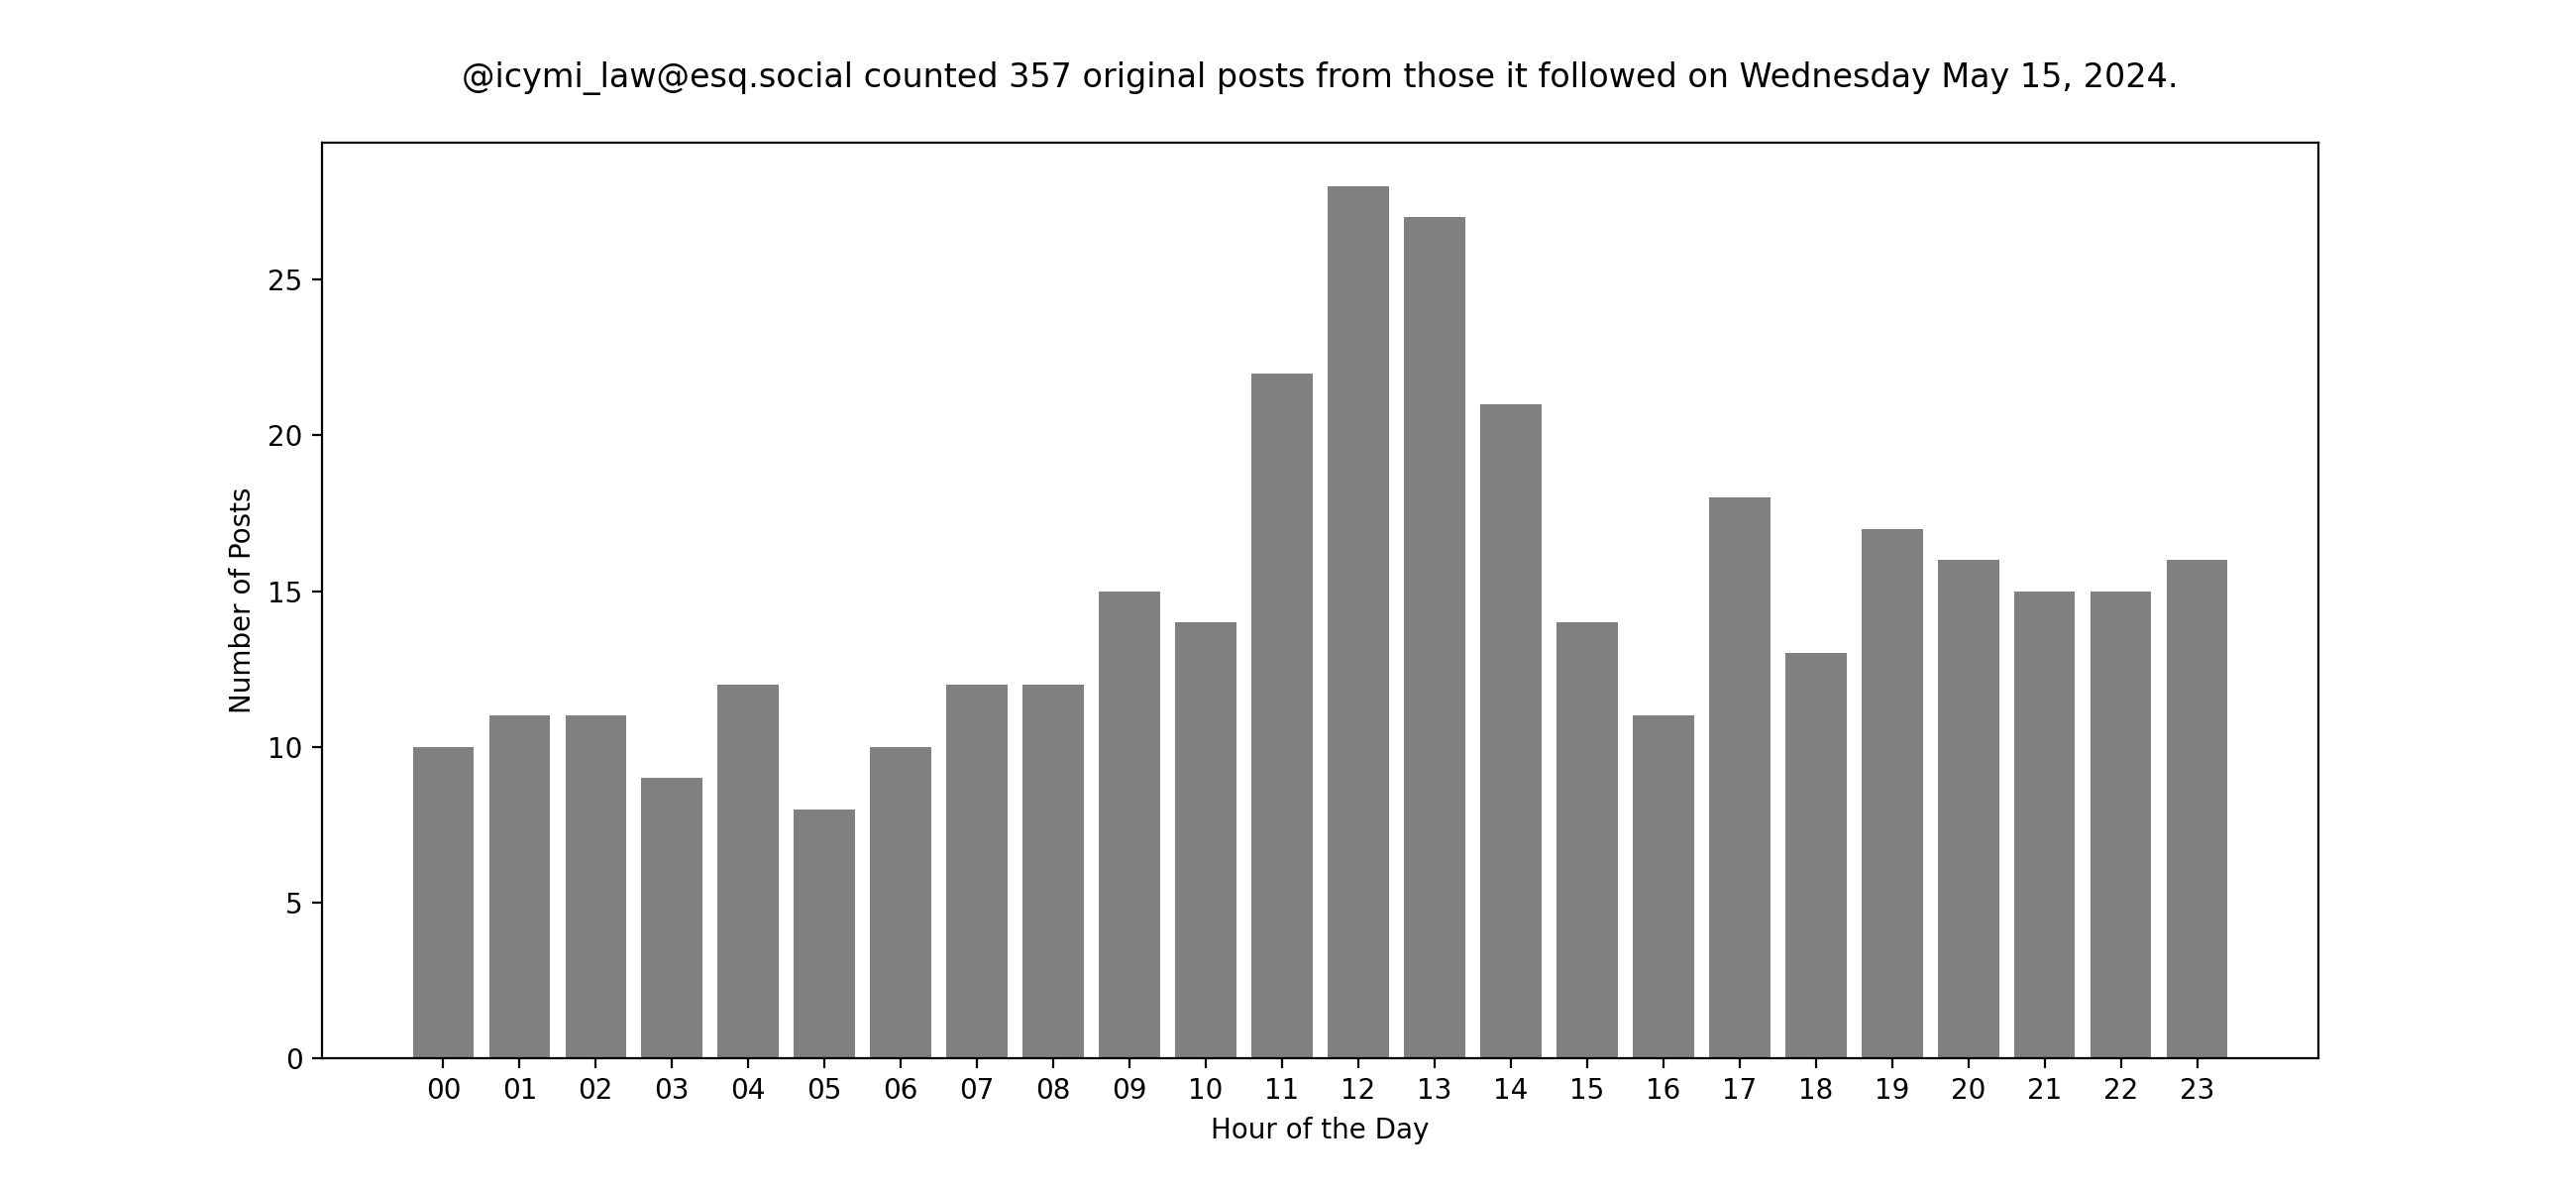 @icymi_law@esq.social counted 357 original posts from those it followed on Wednesday May 15, 2024.
25
20
15
10
5
0
Number of Posts
00 01 02 03 04 05 06 07 08 09 10 11 12 13 14 15 16 17 18 19 20 21 22 23
Hour of the Day